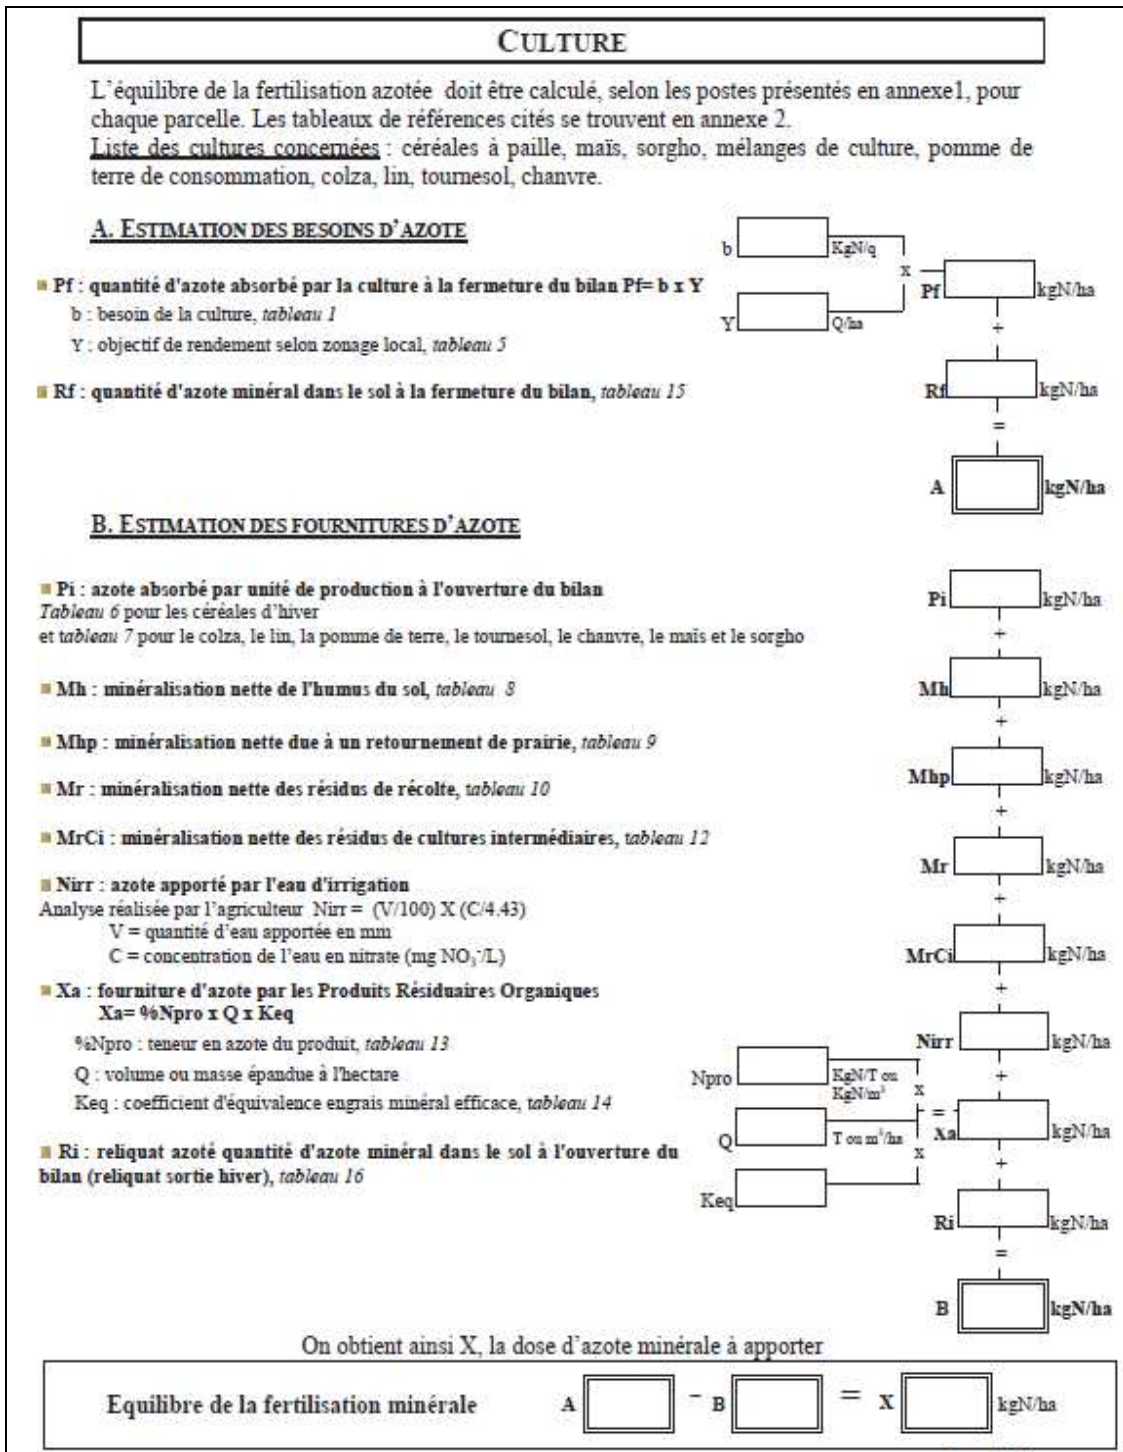 CULTURE
L'équilibre de la fertilisation azotée doit être calculé, selon les postes présentés en annexe1, pour
chaque parcelle. Les tableaux de références cités se trouvent en annexe 2.
Liste des cultures concernées : céréales à paille, maïs, sorgho, mélanges de culture, pomme de
terre de consommation, colza, lin, tournesol, chanvre.
A. ESTIMATION DES BESOINS D'AZOTE
b KgN/q
x
Pf : quantité d'azote absorbé par la culture à la fermeture du bilan Pf= b x Y
Pf kgN/ha
b : besoin de la culture, tableau 1
Y : objectif de rendement selon zonage local, tableau 5
Y Q/ha
+
Rf : quantité d'azote minéral dans le sol à la fermeture du bilan, tableau 15
Rf kgN/ha
=
A kgN/ha
B. ESTIMATION DES FOURNITURES D'AZOTE
Pi : azote absorbé par unité de production à l'ouverture du bilan
Pi kgN/ha
Tableau 6 pour les céréales d'hiver
et tableau 7 pour le colza, le lin, la pomme de terre, le tournesol, le chanvre, le maïs et le sorgho
+
Mh : minéralisation nette de l'humus du sol, tableau 8
Mh kgN/ha
+
Mhp : minéralisation nette due à un retournement de prairie, tableau 9
Mhp kgN/ha
+
Mr : minéralisation nette des résidus de récolte, tableau 10
Mr kgN/ha
+
MrCi : minéralisation nette des résidus de cultures intermédiaires, tableau 12
MrCi kgN/ha
+
Nirr : azote apporté par l'eau d'irrigation
Analyse réalisée par l'agriculteur Nirr = (V/100) X (C/4.43)
V = quantité d'eau apportée en mm
C = concentration de l'eau en nitrate (mg NO₃⁻/L)
Nirr kgN/ha
+
Xa : fourniture d'azote par les Produits Résiduaires Organiques
Xa= %Npro x Q x Keq
%Npro : teneur en azote du produit, tableau 13
Q : volume ou masse épandue à l'hectare
Keq : coefficient d'équivalence engrais minéral efficace, tableau 14
Npro KgN/T ou
KgN/m³
x
Q T ou m³/ha
x
Keq
= Xa kgN/ha
+
Ri : reliquat azoté quantité d'azote minéral dans le sol à l'ouverture du
bilan (reliquat sortie hiver), tableau 16
Ri kgN/ha
=
B kgN/ha
On obtient ainsi X, la dose d'azote minérale à apporter
Equilibre de la fertilisation minérale A - B = X kgN/ha